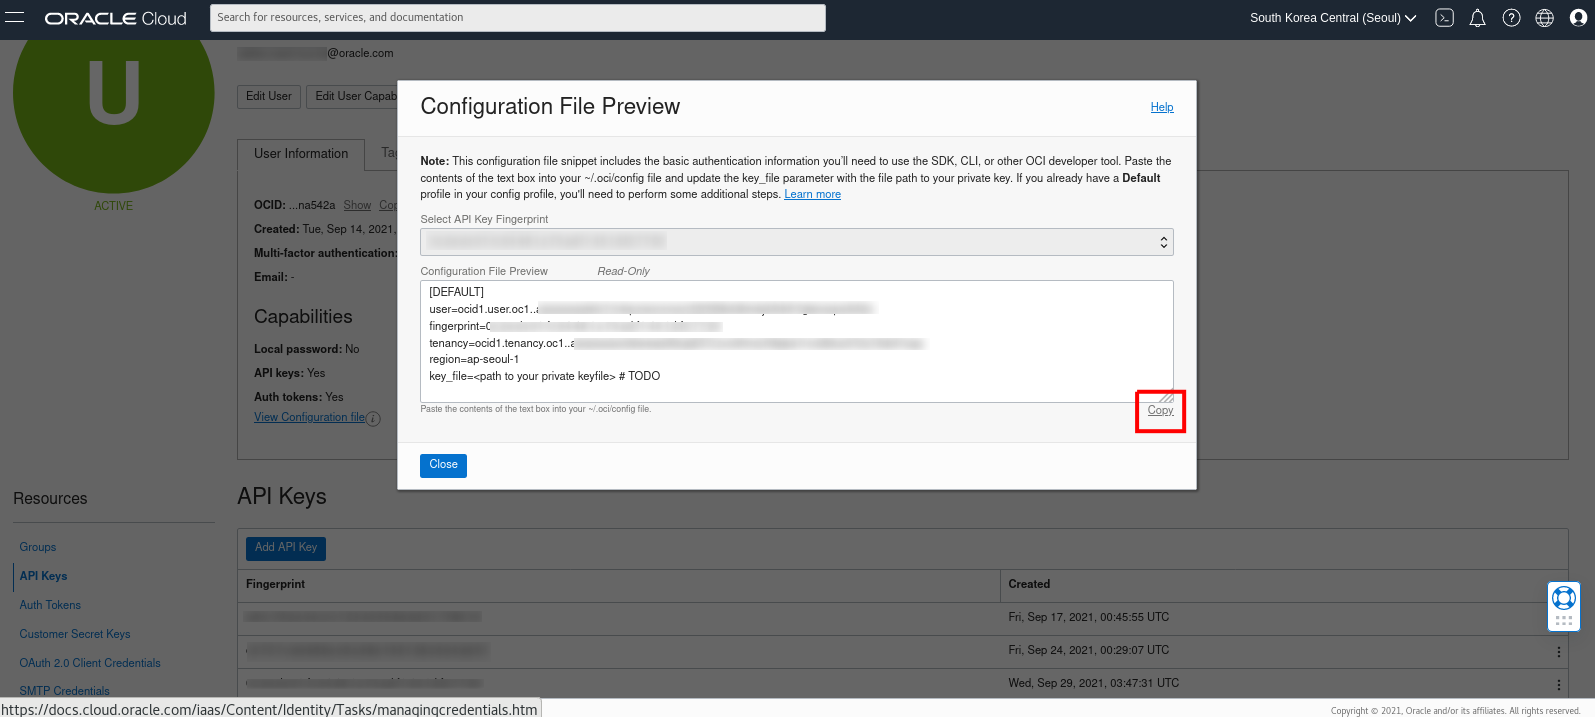 ORACLE Cloud
Search for resources, services, and documentation
South Korea Central (Seoul)
@oracle.com
U
ACTIVE
Edit User
Edit User Capab
User Information
Ta
OCID: ...na542a Show Cop
Created: Tue, Sep 14, 2021,
Multi-factor authentication:
Email: -
Capabilities
Local password: No
API keys: Yes
Auth tokens: Yes
View Configuration file
Configuration File Preview
Help
Note: This configuration file snippet includes the basic authentication information you'll need to use the SDK, CLI, or other OCI developer tool. Paste the
contents of the text box into your ~/.oci/config file and update the key_file parameter with the file path to your private key. If you already have a Default
profile in your config profile, you'll need to perform some additional steps. Learn more
Select API Key Fingerprint
Configuration File Preview Read-Only
[DEFAULT]
user=ocid1.user.oc1..a
fingerprint=
tenancy=ocid1.tenancy.oc1..a
region=ap-seoul-1
key_file=<path to your private keyfile> # TODO
Paste the contents of the text box into your ~/.oci/config file.
Copy
Close
Resources
Groups
API Keys
Auth Tokens
Customer Secret Keys
OAuth 2.0 Client Credentials
SMTP Credentials
API Keys
Add API Key
Fingerprint Created
Fri, Sep 17, 2021, 00:45:55 UTC
Fri, Sep 24, 2021, 00:29:07 UTC
Wed, Sep 29, 2021, 03:47:31 UTC
https://docs.cloud.oracle.com/iaas/Content/Identity/Tasks/managingcredentials.htm
Copyright © 2021, Oracle and/or its affiliates. All rights reserved.